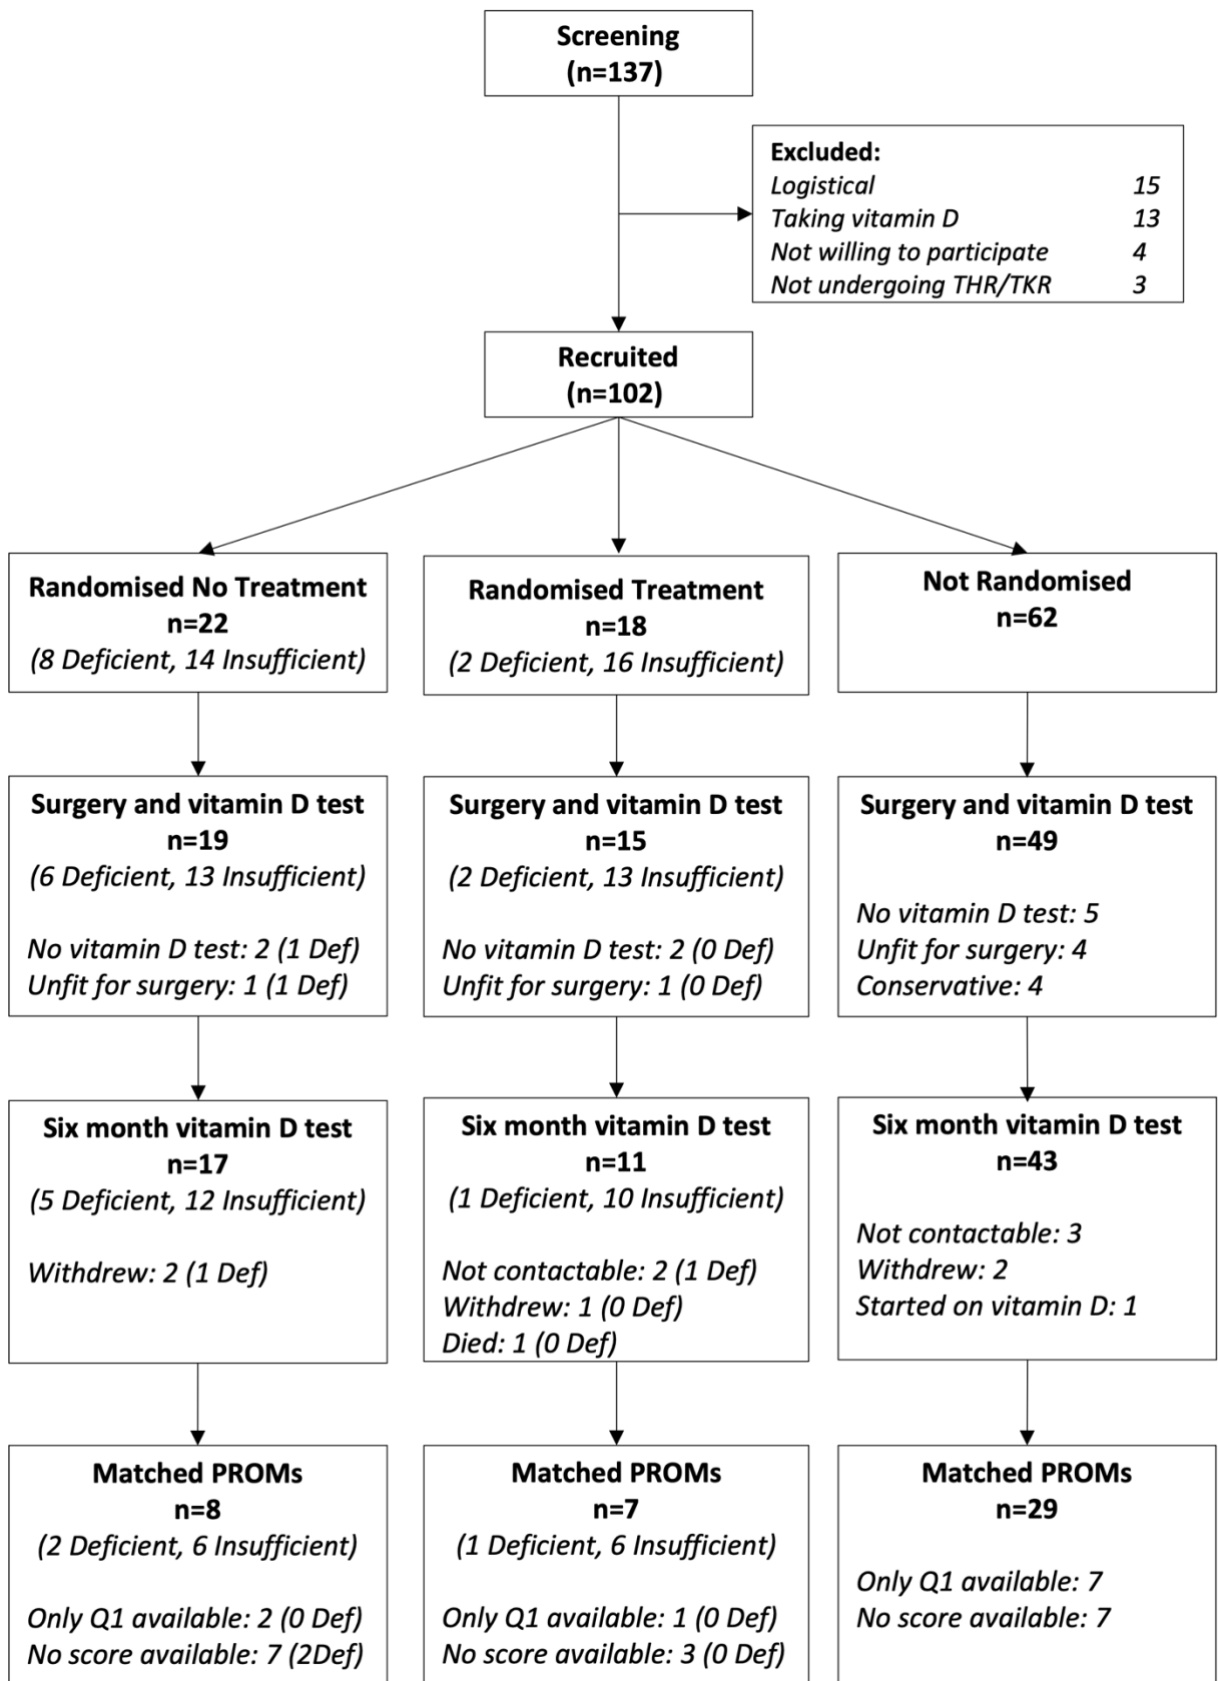 Screening
(n=137)
Excluded:
Logistical 15
Taking vitamin D 13
Not willing to participate 4
Not undergoing THR/TKR 3
Recruited
(n=102)
Randomised No Treatment
n=22
(8 Deficient, 14 Insufficient)
Randomised Treatment
n=18
(2 Deficient, 16 Insufficient)
Not Randomised
n=62
Surgery and vitamin D test
n=19
(6 Deficient, 13 Insufficient)
No vitamin D test: 2 (1 Def)
Unfit for surgery: 1 (1 Def)
Surgery and vitamin D test
n=15
(2 Deficient, 13 Insufficient)
No vitamin D test: 2 (0 Def)
Unfit for surgery: 1 (0 Def)
Surgery and vitamin D test
n=49
No vitamin D test: 5
Unfit for surgery: 4
Conservative: 4
Six month vitamin D test
n=17
(5 Deficient, 12 Insufficient)
Withdrew: 2 (1 Def)
Six month vitamin D test
n=11
(1 Deficient, 10 Insufficient)
Not contactable: 2 (1 Def)
Withdrew: 1 (0 Def)
Died: 1 (0 Def)
Six month vitamin D test
n=43
Not contactable: 3
Withdrew: 2
Started on vitamin D: 1
Matched PROMs
n=8
(2 Deficient, 6 Insufficient)
Only Q1 available: 2 (0 Def)
No score available: 7 (2Def)
Matched PROMs
n=7
(1 Deficient, 6 Insufficient)
Only Q1 available: 1 (0 Def)
No score available: 3 (0 Def)
Matched PROMs
n=29
Only Q1 available: 7
No score available: 7